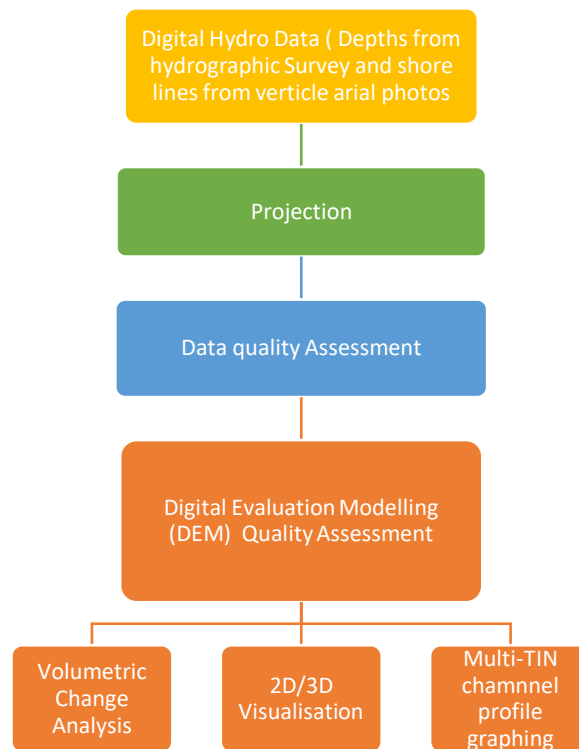 Digital Hydro Data ( Depths from
hydrographic Survey and shore
lines from verticle arial photos
Projection
Data quality Assessment
Digital Evaluation Modelling
(DEM)  Quality Assessment
Volumetric
Change
Analysis
2D/3D
Visualisation
Multi-TIN
chamnnel
profile
graphing